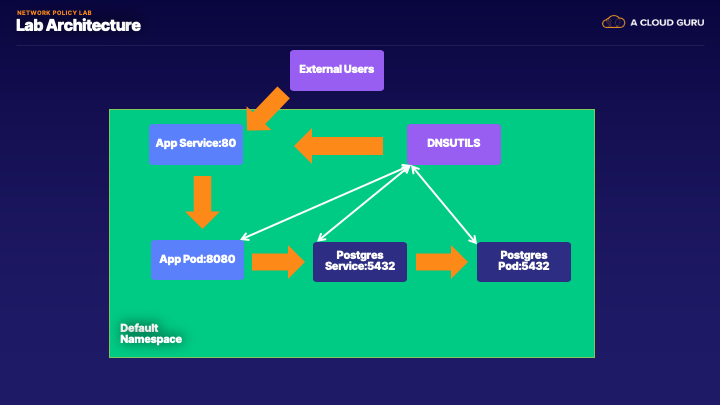 NETWORK POLICY LAB
Lab Architecture
A CLOUD GURU
External Users
App Service:80
DNSUTILS
App Pod:8080
Postgres
Service:5432
Postgres
Pod:5432
Default
Namespace